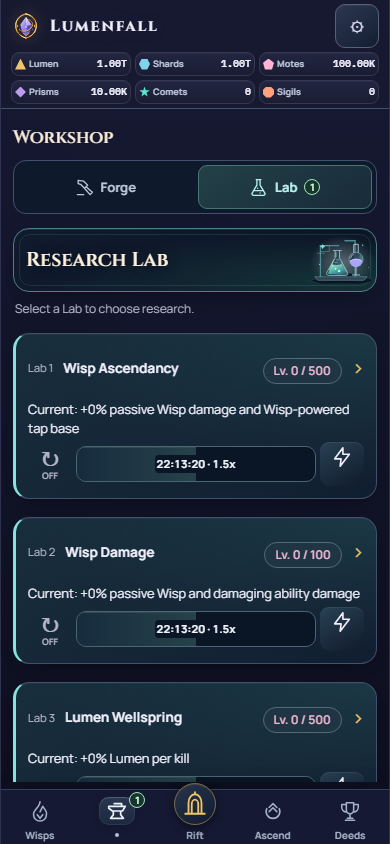 Lumenfall
Lumen 1.00T Shards 1.00T Motes 100.00K
Prisms 10.00K Comets 0 Sigils 0
Workshop
Forge Lab 1
Research Lab
Select a Lab to choose research.
Lab 1 Wisp Ascendancy Lv. 0 / 500
Current: +0% passive Wisp damage and Wisp-powered
tap base
22:13:20 · 1.5x
OFF
Lab 2 Wisp Damage Lv. 0 / 100
Current: +0% passive Wisp and damaging ability damage
22:13:20 · 1.5x
OFF
Lab 3 Lumen Wellspring Lv. 0 / 500
Current: +0% Lumen per kill
1
Wisps Rift Ascend Deeds